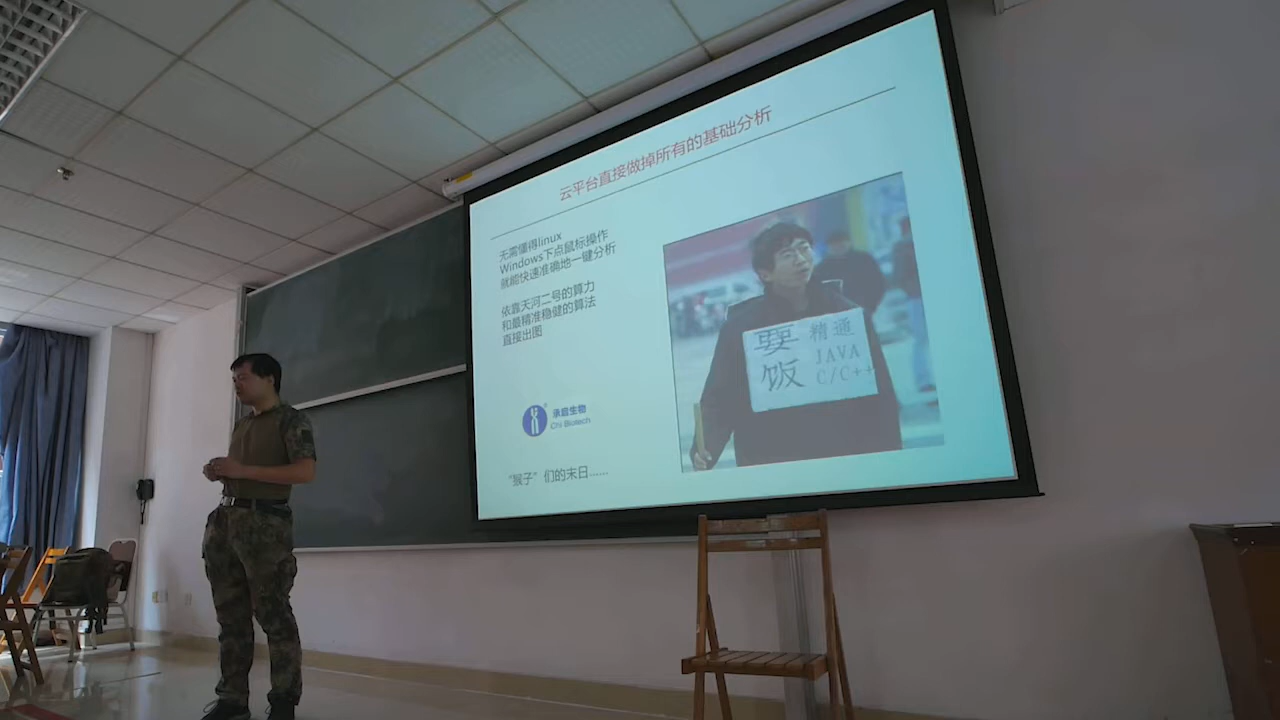 云平台直接做掉所有的基础分析
无需懂得linux
Windows下点鼠标操作
就能快速准确地一键分析
依靠天河二号的算力
和最精准稳健的算法
直接出图
承启生物
Chi Biotech
“猴子”们的末日……
要饭
精通
JAVA
C/C++